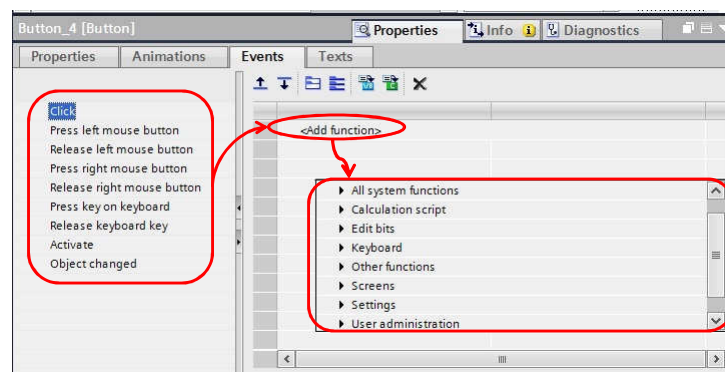 Button_4 [Button]
Properties Info Diagnostics
Properties Animations Events Texts
Click
Press left mouse button
Release left mouse button
Press right mouse button
Release right mouse button
Press key on keyboard
Release keyboard key
Activate
Object changed
<Add function>
All system functions
Calculation script
Edit bits
Keyboard
Other functions
Screens
Settings
User administration